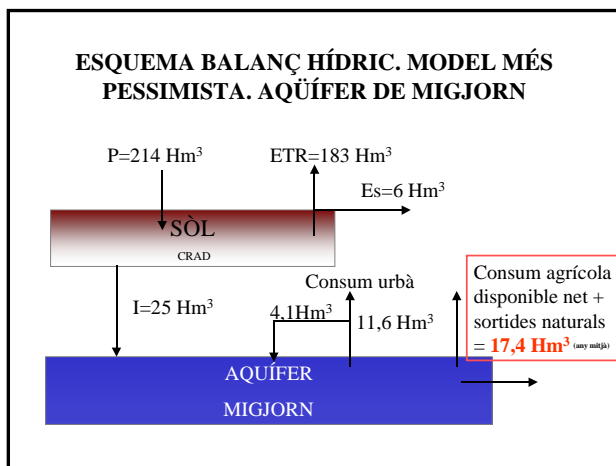 ESQUEMA BALANÇ HÍDRIC. MODEL MÉS
PESSIMISTA. AQÜÍFER DE MIGJORN
P=214 Hm³
ETR=183 Hm³
Es=6 Hm³
SÒL
CRAD
I=25 Hm³
Consum urbà
4,1Hm³
11,6 Hm³
Consum agrícola
disponible net +
sortides naturals
= 17,4 Hm³ (any mitjà)
AQUÍFER
MIGJORN